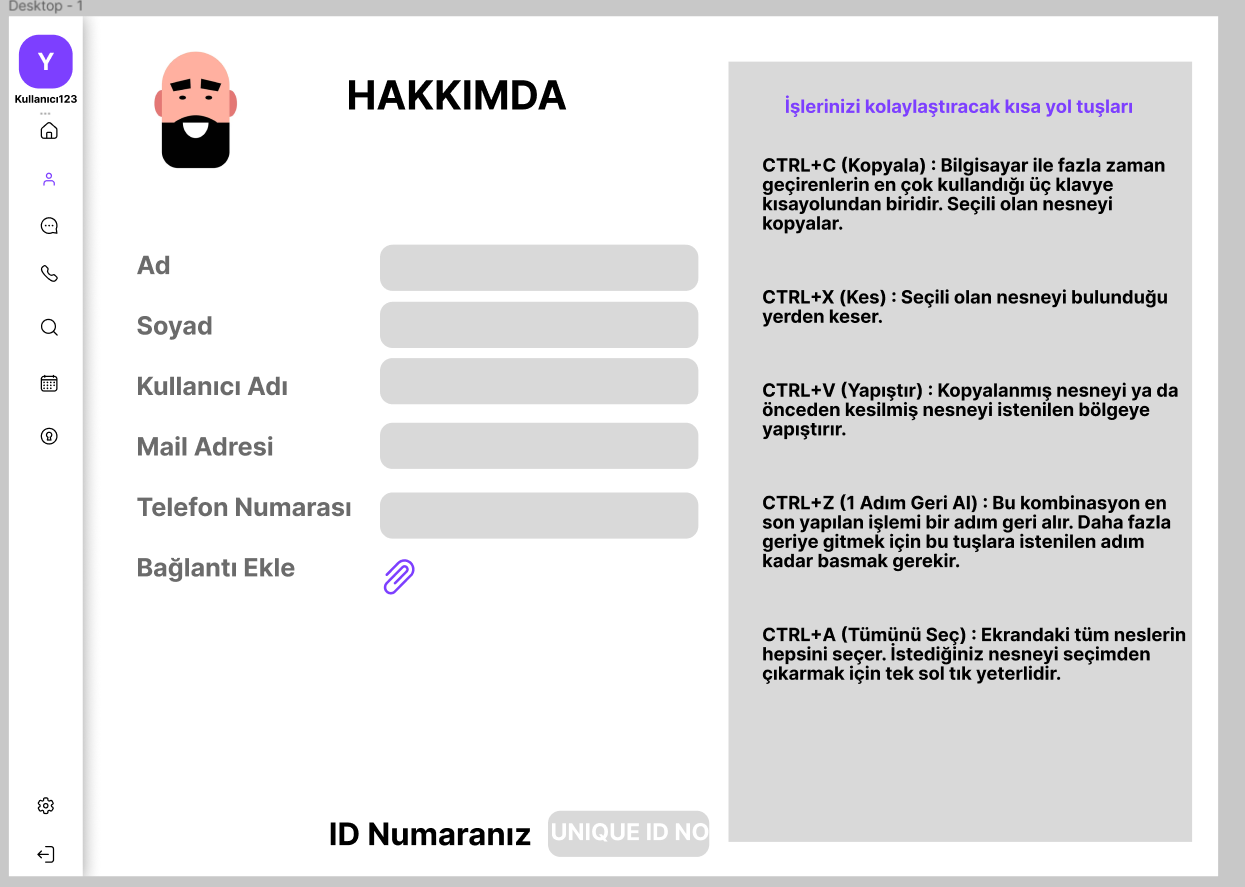 Desktop - 1
Y
Kullanıcı123
HAKKIMDA
Ad
Soyad
Kullanıcı Adı
Mail Adresi
Telefon Numarası
Bağlantı Ekle
ID Numaranız
UNIQUE ID NO
İşlerinizi kolaylaştıracak kısa yol tuşları
CTRL+C (Kopyala) : Bilgisayar ile fazla zaman
geçirenlerin en çok kullandığı üç klavye
kısayolundan biridir. Seçili olan nesneyi
kopyalar.
CTRL+X (Kes) : Seçili olan nesneyi bulunduğu
yerden keser.
CTRL+V (Yapıştır) : Kopyalanmış nesneyi ya da
önceden kesilmiş nesneyi istenilen bölgeye
yapıştırır.
CTRL+Z (1 Adım Geri Al) : Bu kombinasyon en
son yapılan işlemi bir adım geri alır. Daha fazla
geriye gitmek için bu tuşlara istenilen adım
kadar basmak gerekir.
CTRL+A (Tümünü Seç) : Ekrandaki tüm neslerin
hepsini seçer. İstediğiniz nesneyi seçimden
çıkarmak için tek sol tık yeterlidir.